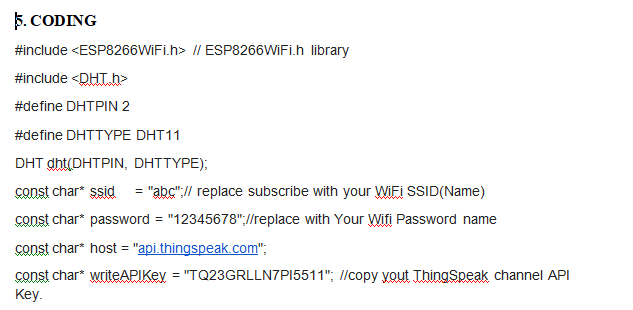 5. CODING
#include <ESP8266WiFi.h> // ESP8266WiFi.h library
#include <DHT.h>
#define DHTPIN 2
#define DHTTYPE DHT11
DHT dht(DHTPIN, DHTTYPE);
const char* ssid = "abc";// replace subscribe with your WiFi SSID(Name)
const char* password = "12345678";//replace with Your Wifi Password name
const char* host = "api.thingspeak.com";
const char* writeAPIKey = "TQ23GRLLN7PI5511"; //copy yout ThingSpeak channel API
Key.